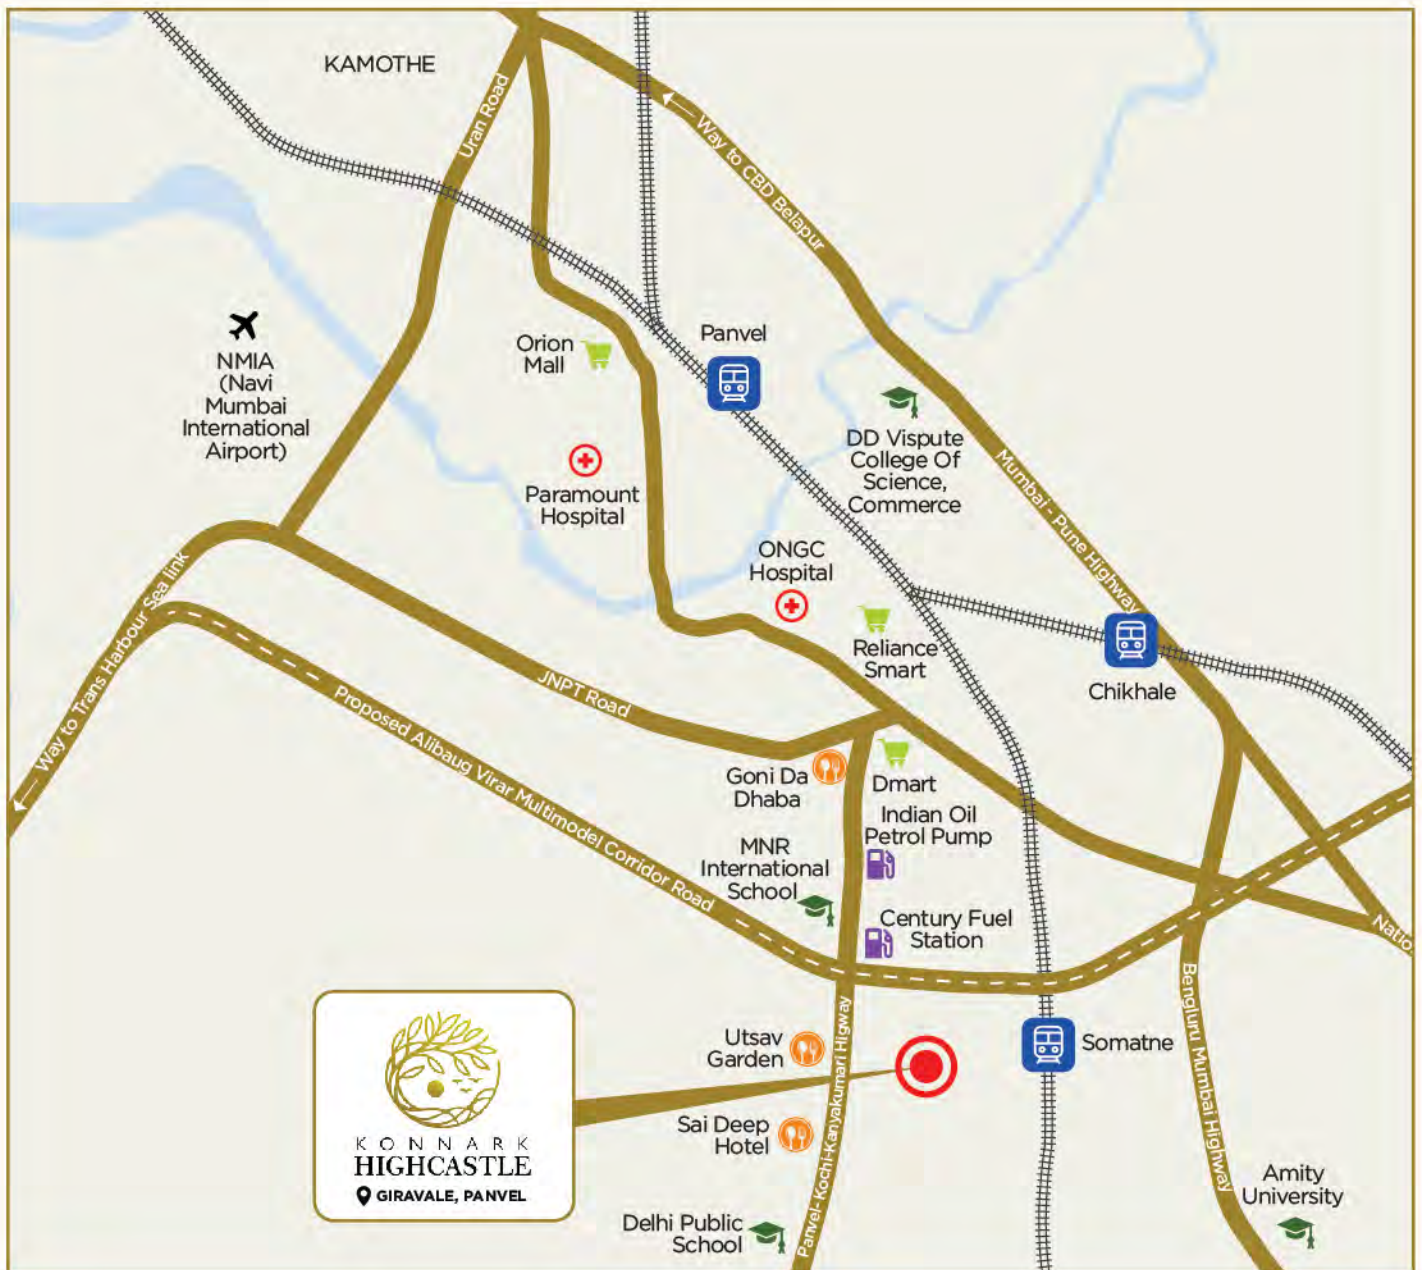 KAMOTHE
Uran Road
Way to CBD Belapur
Orion
Mall
Panvel
NMIA
(Navi
Mumbai
International
Airport)
DD Vispute
College Of
Science,
Commerce
Paramount
Hospital
Mumbai - Pune Highway
ONGC
Hospital
Reliance
Smart
Chikhale
Way to Trans Harbour Sea link
JNPT Road
Proposed Alibaug Virar Multimodel Corridor Road
Goni Da
Dhaba
Dmart
Indian Oil
Petrol Pump
MNR
International
School
Century Fuel
Station
Natio
Bengluru Mumbai Highway
Utsav
Garden
Somatne
Panvel-Kochi-Kanyakumari Higway
Sai Deep
Hotel
KONNARK
HIGHCASTLE
GIRAVALE, PANVEL
Amity
University
Delhi Public
School